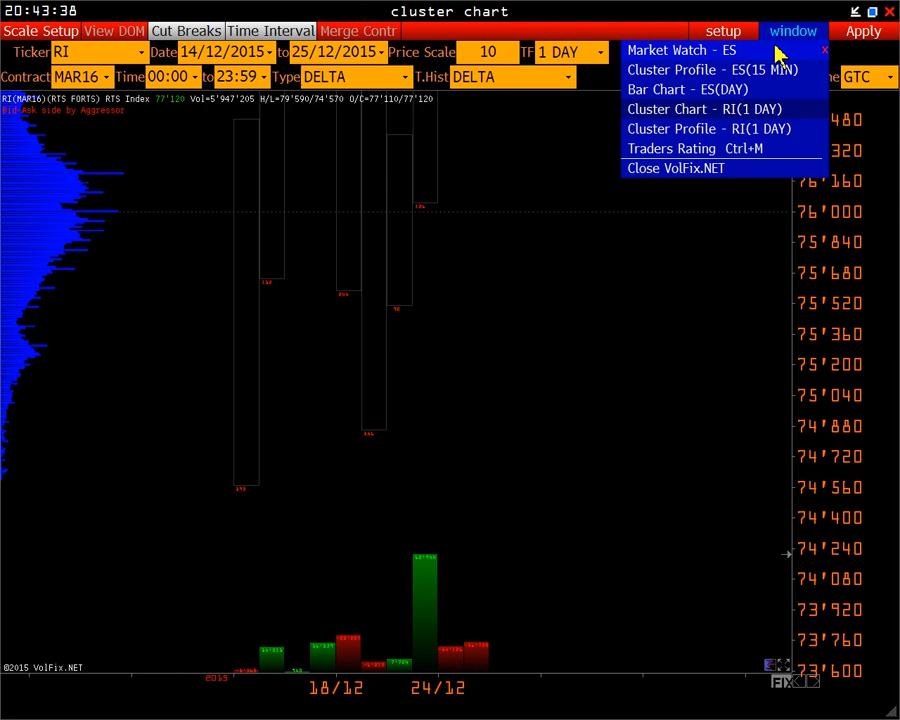 20:43:38 cluster chart
Scale Setup View DOM Cut Breaks Time Interval Merge Contr setup window Apply
Ticker RI Date 14/12/2015 to 25/12/2015 Price Scale 10 TF 1 DAY
Contract MAR16 Time 00:00 to 23:59 Type DELTA T.Hist DELTA GTC
Market Watch - ES
Cluster Profile - ES(15 MIN)
Bar Chart - ES(DAY)
Cluster Chart - RI(1 DAY)
Cluster Profile - RI(1 DAY)
Traders Rating Ctrl+M
Close VolFix.NET
RI(MAR16)(RTS FORTS) RTS Index 77'120 Vol=5'947'205 H/L=79'590/74'570 O/C=77'110/77'120
Bid-Ask side by Aggressor
480
320
76'160
76'000
75'840
75'680
75'520
75'360
75'200
75'040
74'880
74'720
74'560
74'400
74'240
74'080
73'920
73'760
73'600
©2015 VolFix.NET
2015
18/12 24/12
FIX